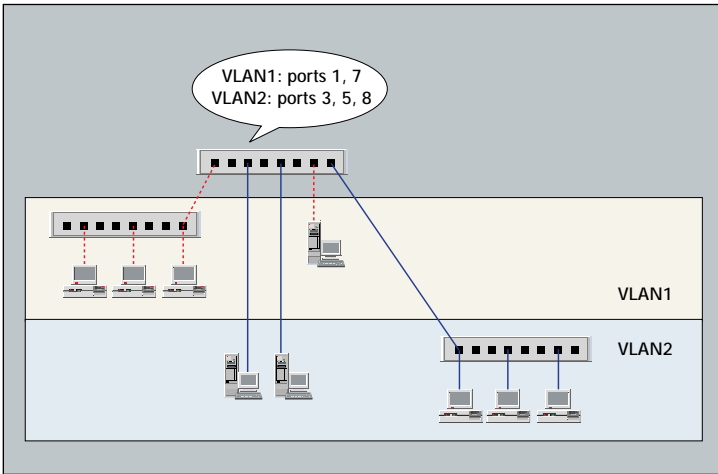 VLAN1: ports 1, 7
VLAN2: ports 3, 5, 8
VLAN1
VLAN2